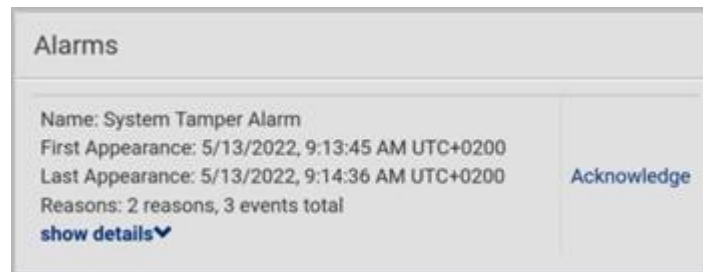 Alarms
Name: System Tamper Alarm
First Appearance: 5/13/2022, 9:13:45 AM UTC+0200
Last Appearance: 5/13/2022, 9:14:36 AM UTC+0200
Acknowledge
Reasons: 2 reasons, 3 events total
show details